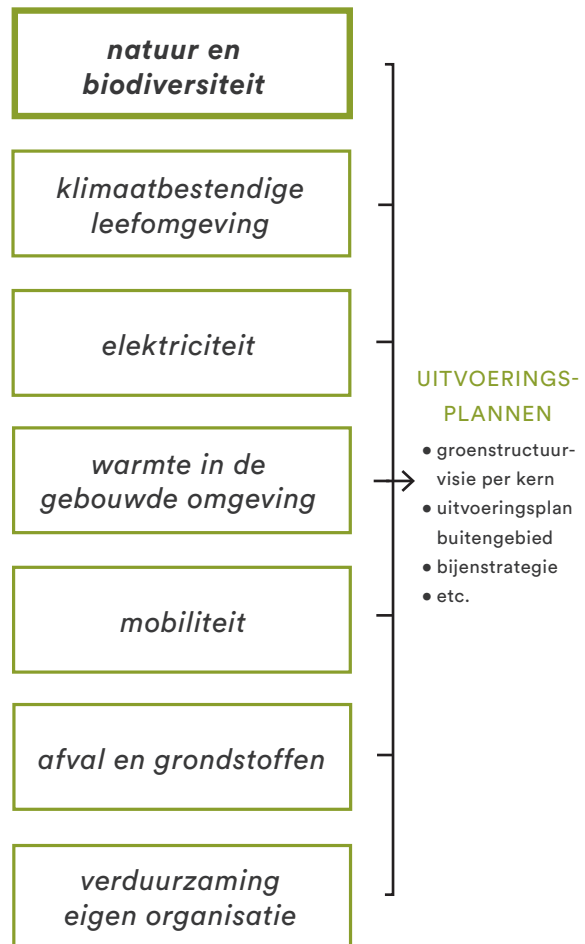 natuur en
biodiversiteit
klimaatbestendige
leefomgeving
elektriciteit
warmte in de
gebouwde omgeving
mobiliteit
afval en grondstoffen
verduurzaming
eigen organisatie
UITVOERINGS-
PLANNEN
• groenstructuur-
visie per kern
• uitvoeringsplan
buitengebied
• bijenstrategie
• etc.